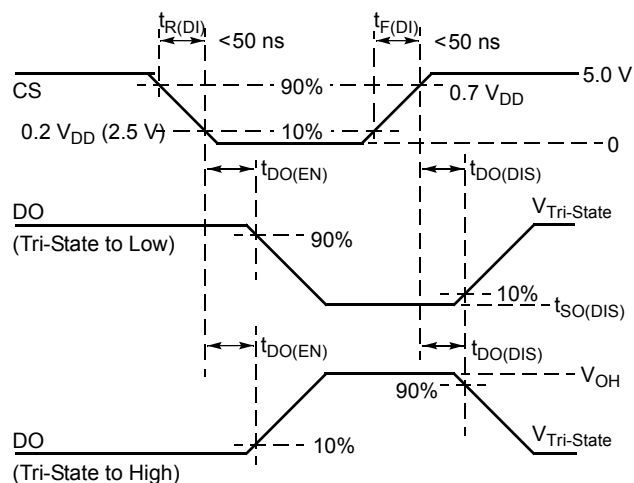 tR(DI) <50 ns tF(DI) <50 ns
CS 90% 0.7 VDD 5.0 V
0.2 VDD (2.5 V) 10% 0
tDO(EN) tDO(DIS)
DO VTri-State
(Tri-State to Low) 90%
10%
tSO(DIS)
tDO(EN) tDO(DIS)
VOH
90%
DO 10% VTri-State
(Tri-State to High)